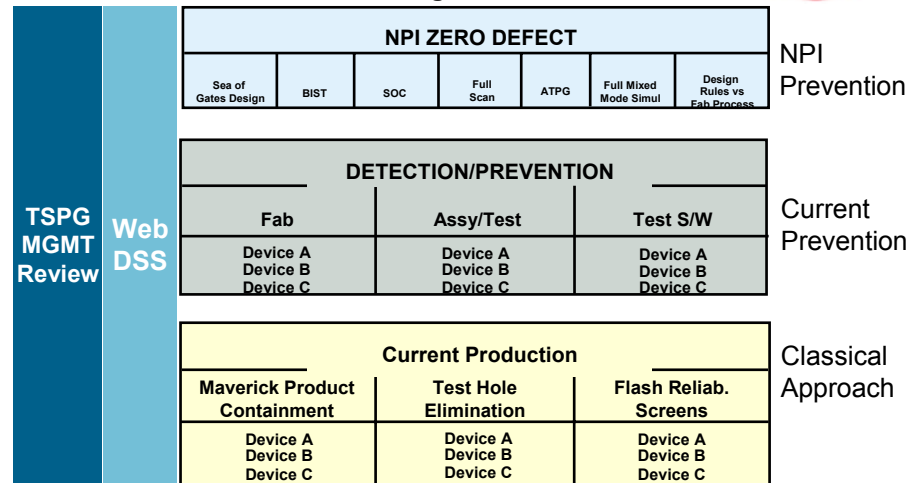 TSPG
MGMT
Review
Web
DSS
NPI ZERO DEFECT
Sea of
Gates Design
BIST
SOC
Full
Scan
ATPG
Full Mixed
Mode Simul
Design
Rules vs
Fab Process
NPI
Prevention
DETECTION/PREVENTION
Fab
Assy/Test
Test S/W
Device A
Device B
Device C
Device A
Device B
Device C
Device A
Device B
Device C
Current
Prevention
Current Production
Maverick Product
Containment
Test Hole
Elimination
Flash Reliab.
Screens
Device A
Device B
Device C
Device A
Device B
Device C
Device A
Device B
Device C
Classical
Approach